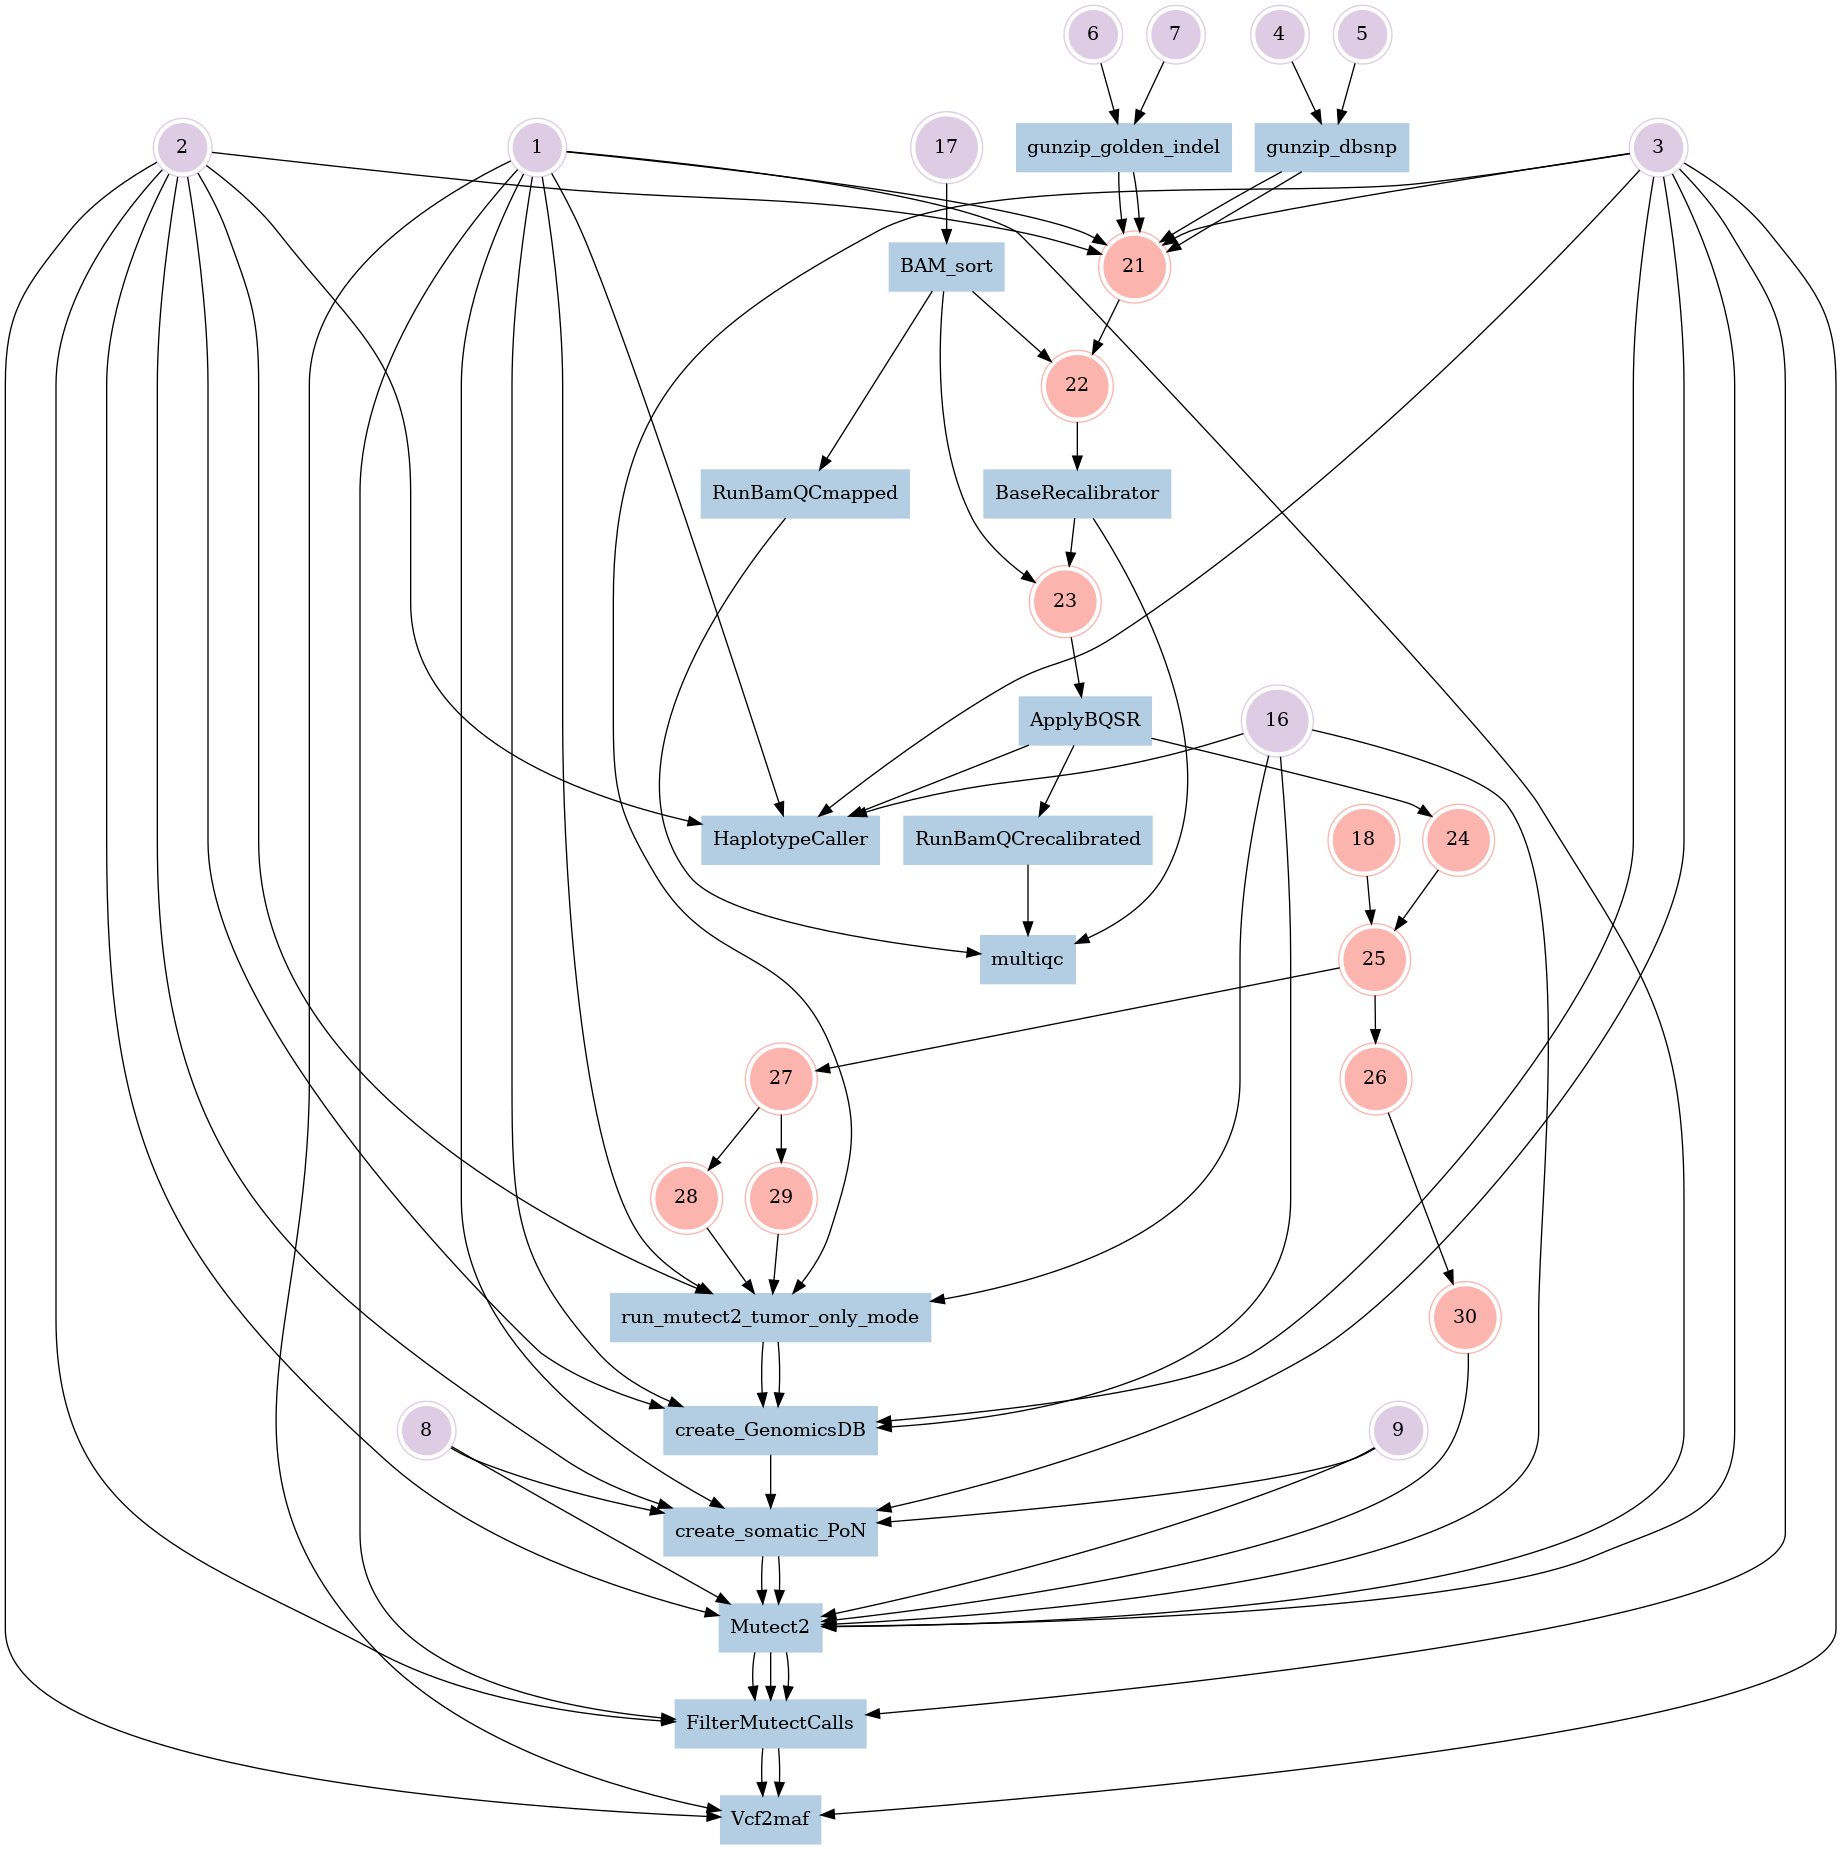 6
7
4
5
2
1
17
gunzip_golden_indel
gunzip_dbsnp
3
BAM_sort
21
22
RunBamQCmapped
BaseRecalibrator
23
ApplyBQSR
16
HaplotypeCaller
RunBamQCrecalibrated
18
24
multiqc
25
27
26
28
29
run_mutect2_tumor_only_mode
30
8
create_GenomicsDB
9
create_somatic_PoN
Mutect2
FilterMutectCalls
Vcf2maf